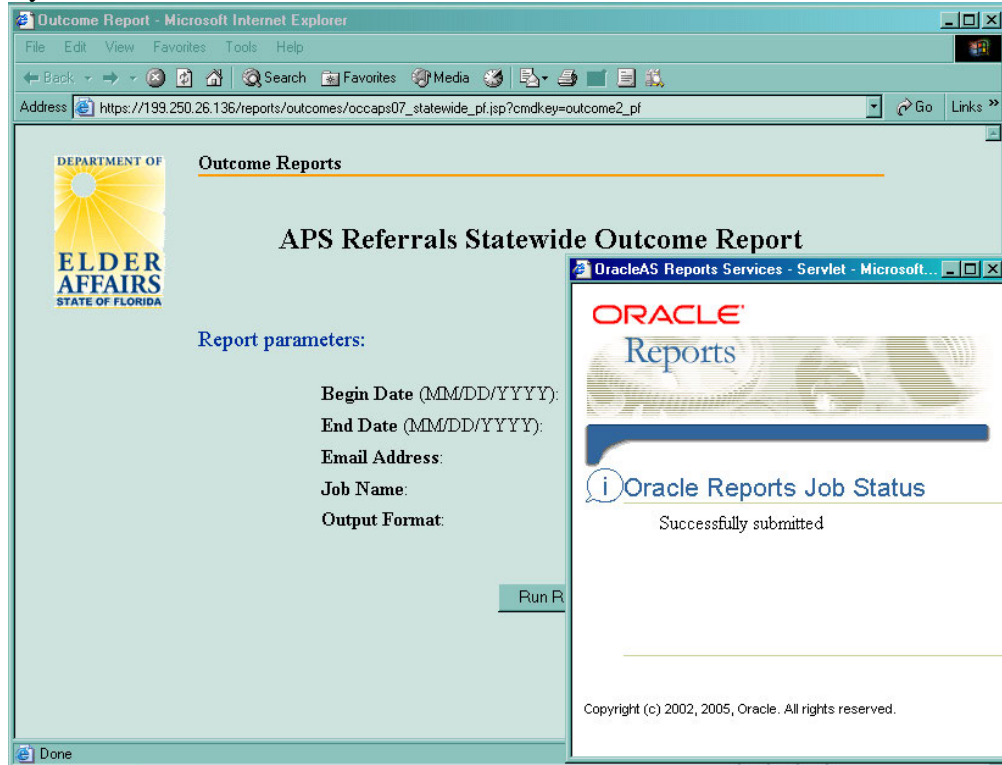 Outcome Report - Microsoft Internet Explorer
File Edit View Favorites Tools Help
Back Search Favorites Media
Address https://199.250.26.136/reports/outcomes/occaps07_statewide_pf.jsp?cmdkey=outcome2_pf Go Links »
DEPARTMENT OF
ELDER
AFFAIRS
STATE OF FLORIDA
Outcome Reports
APS Referrals Statewide Outcome Report
Report parameters:
Begin Date (MM/DD/YYYY):
End Date (MM/DD/YYYY):
Email Address:
Job Name:
Output Format:
Run R
OracleAS Reports Services - Servlet - Microsoft...
ORACLE
Reports
i Oracle Reports Job Status
Successfully submitted
Copyright (c) 2002, 2005, Oracle. All rights reserved.
Done